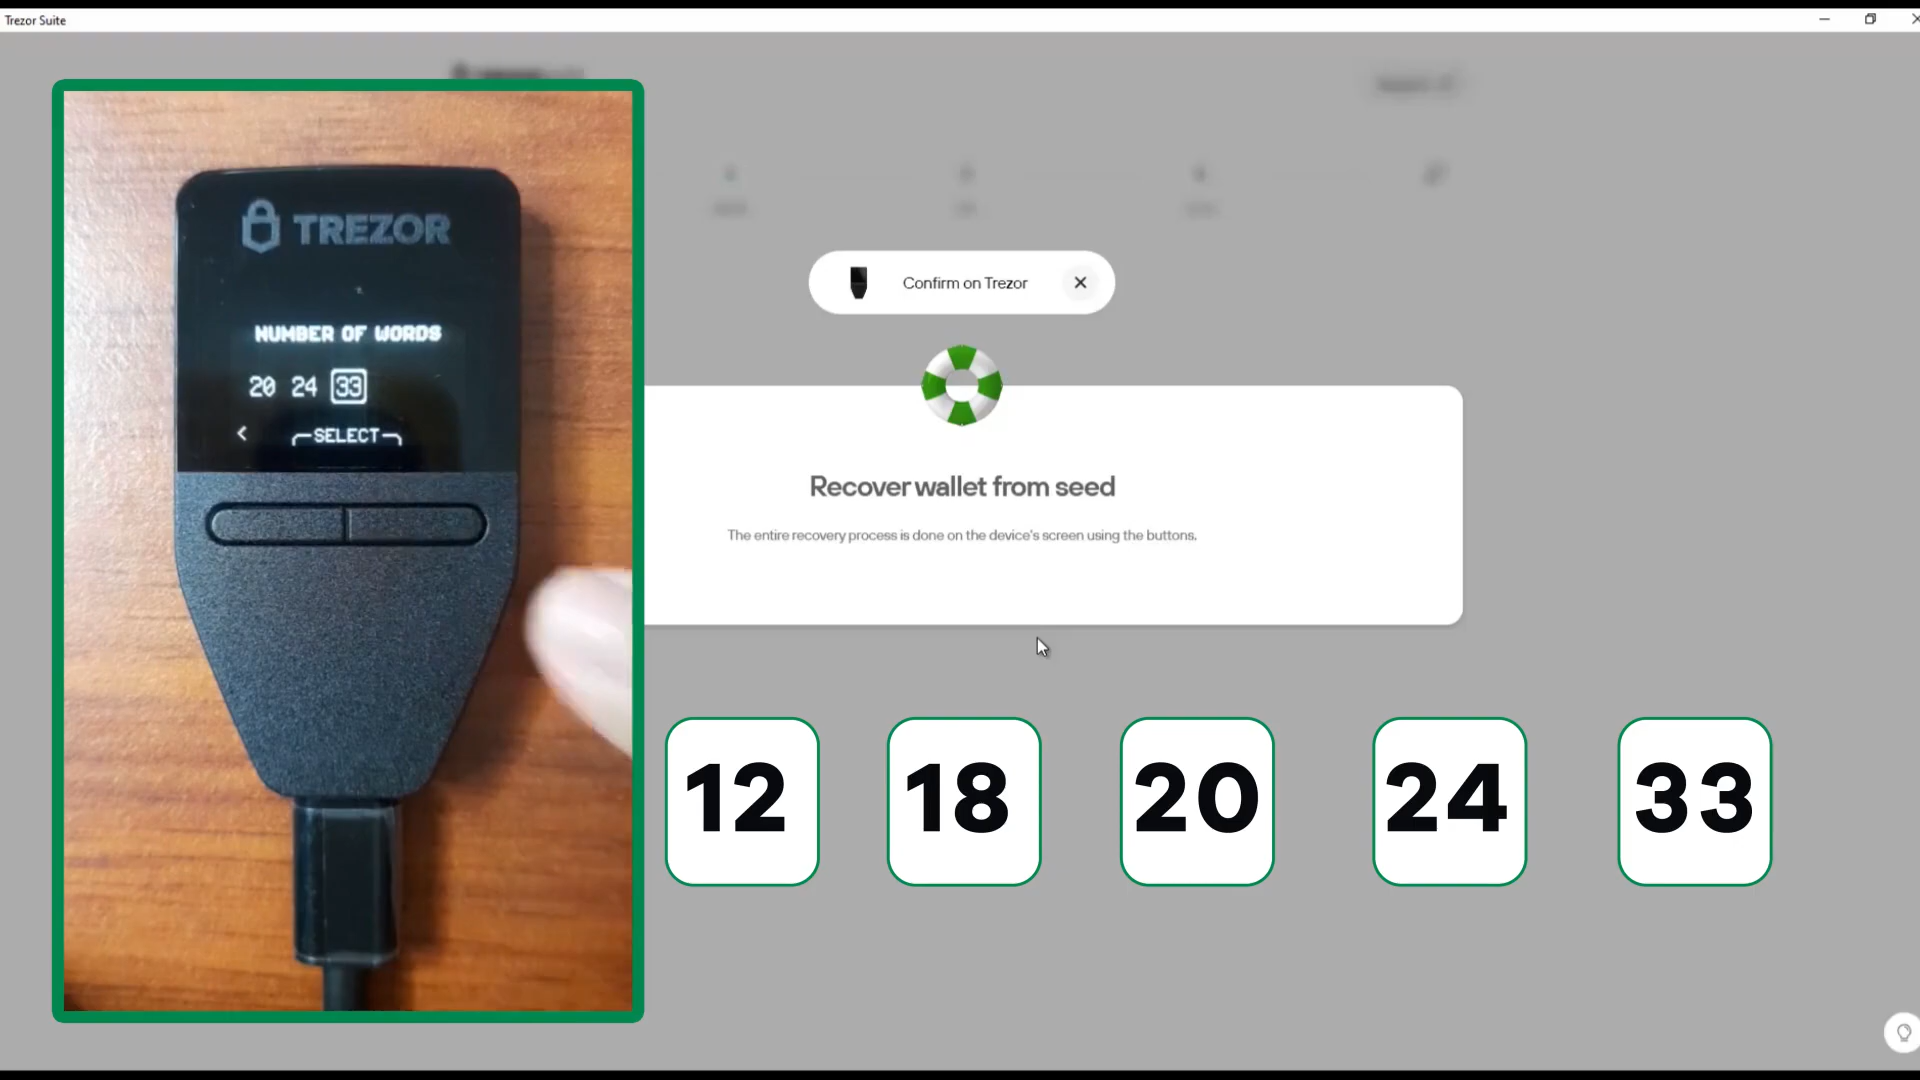 Trezor Suite
TREZOR
NUMBER OF WORDS
20 24 33
< SELECT
Confirm on Trezor
Recover wallet from seed
The entire recovery process is done on the device's screen using the buttons.
12 18 20 24 33